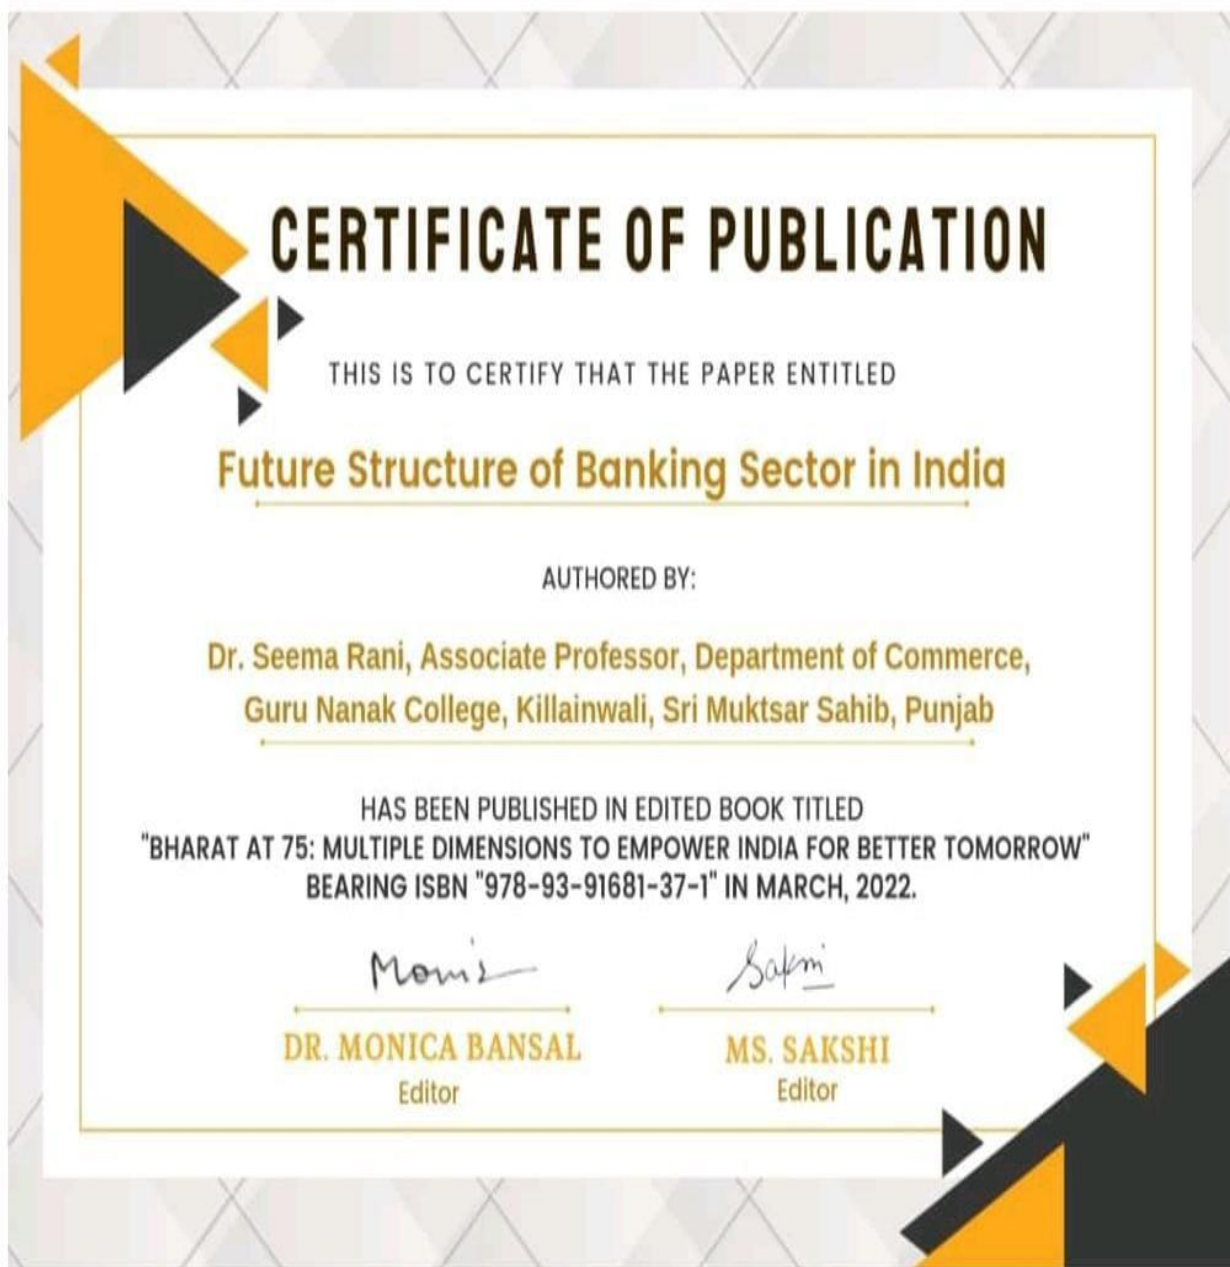 CERTIFICATE OF PUBLICATION
THIS IS TO CERTIFY THAT THE PAPER ENTITLED
Future Structure of Banking Sector in India
AUTHORED BY:
Dr. Seema Rani, Associate Professor, Department of Commerce,
Guru Nanak College, Killainwali, Sri Muktsar Sahib, Punjab
HAS BEEN PUBLISHED IN EDITED BOOK TITLED
"BHARAT AT 75: MULTIPLE DIMENSIONS TO EMPOWER INDIA FOR BETTER TOMORROW"
BEARING ISBN "978-93-91681-37-1" IN MARCH, 2022.
DR. MONICA BANSAL
MS. SAKSHI
Editor
Editor